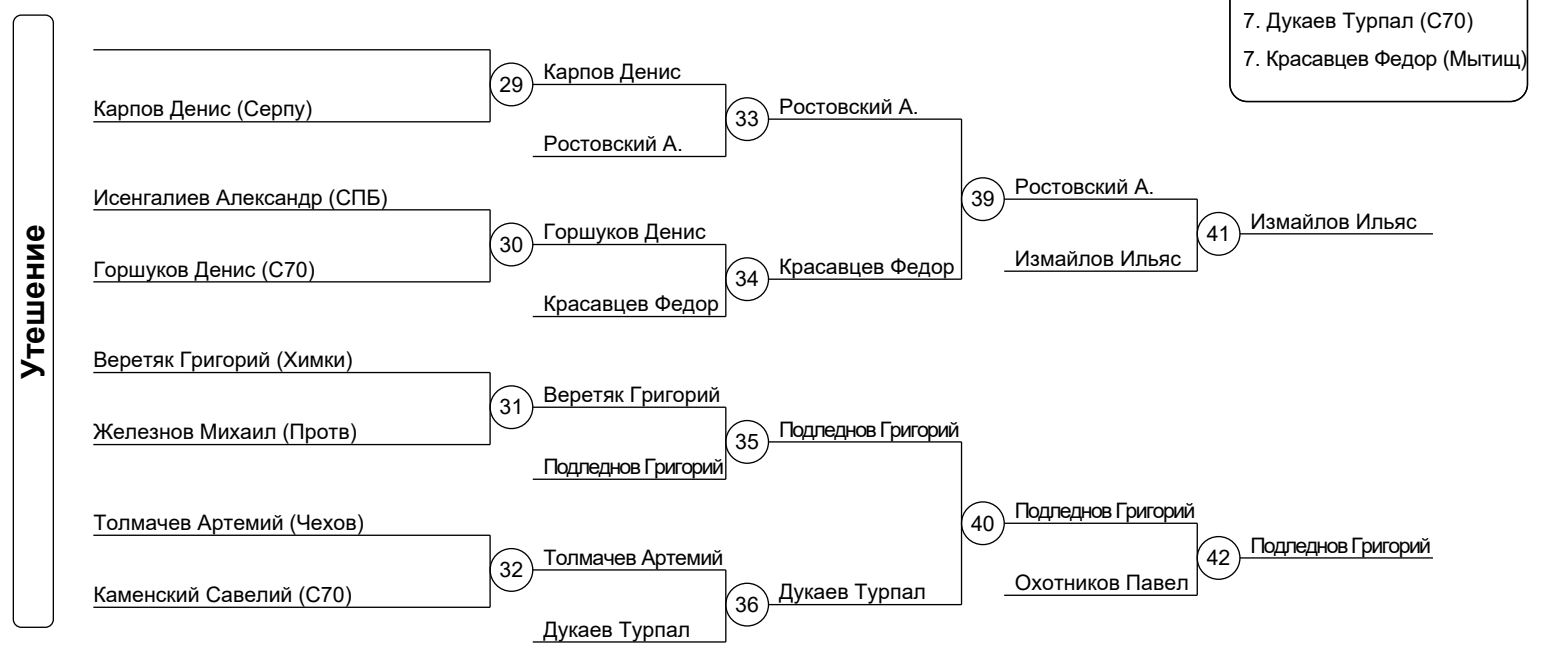 7. Дукаев Турпал (С70)
7. Красавцев Федор (Мытищ)
Утешение
Карпов Денис (Серпу)
29
Карпов Денис
Ростовский А.
33
Ростовский А.
Исенгалиев Александр (СПБ)
Горшуков Денис (С70)
30
Горшуков Денис
Красавцев Федор
34
Красавцев Федор
39
Ростовский А.
Измайлов Ильяс
41
Измайлов Ильяс
Веретяк Григорий (Химки)
Железнов Михаил (Протв)
31
Веретяк Григорий
Подледнов Григорий
35
Подледнов Григорий
Толмачев Артемий (Чехов)
Каменский Савелий (С70)
32
Толмачев Артемий
Дукаев Турпал
36
Дукаев Турпал
40
Подледнов Григорий
Охотников Павел
42
Подледнов Григорий